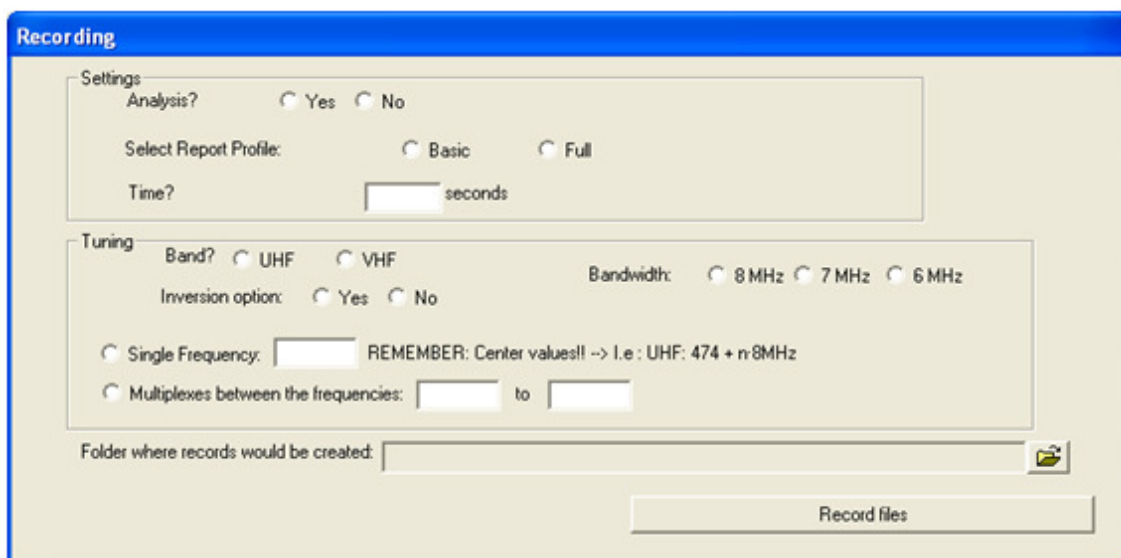 Recording
Settings
Analysis? Yes No
Select Report Profile: Basic Full
Time? seconds
Tuning
Band? UHF VHF
Bandwidth: 8 MHz 7 MHz 6 MHz
Inversion option: Yes No
Single Frequency: REMEMBER: Center values!! --> I.e : UHF: 474 + n·8MHz
Multiplexes between the frequencies: to
Folder where records would be created:
Record files